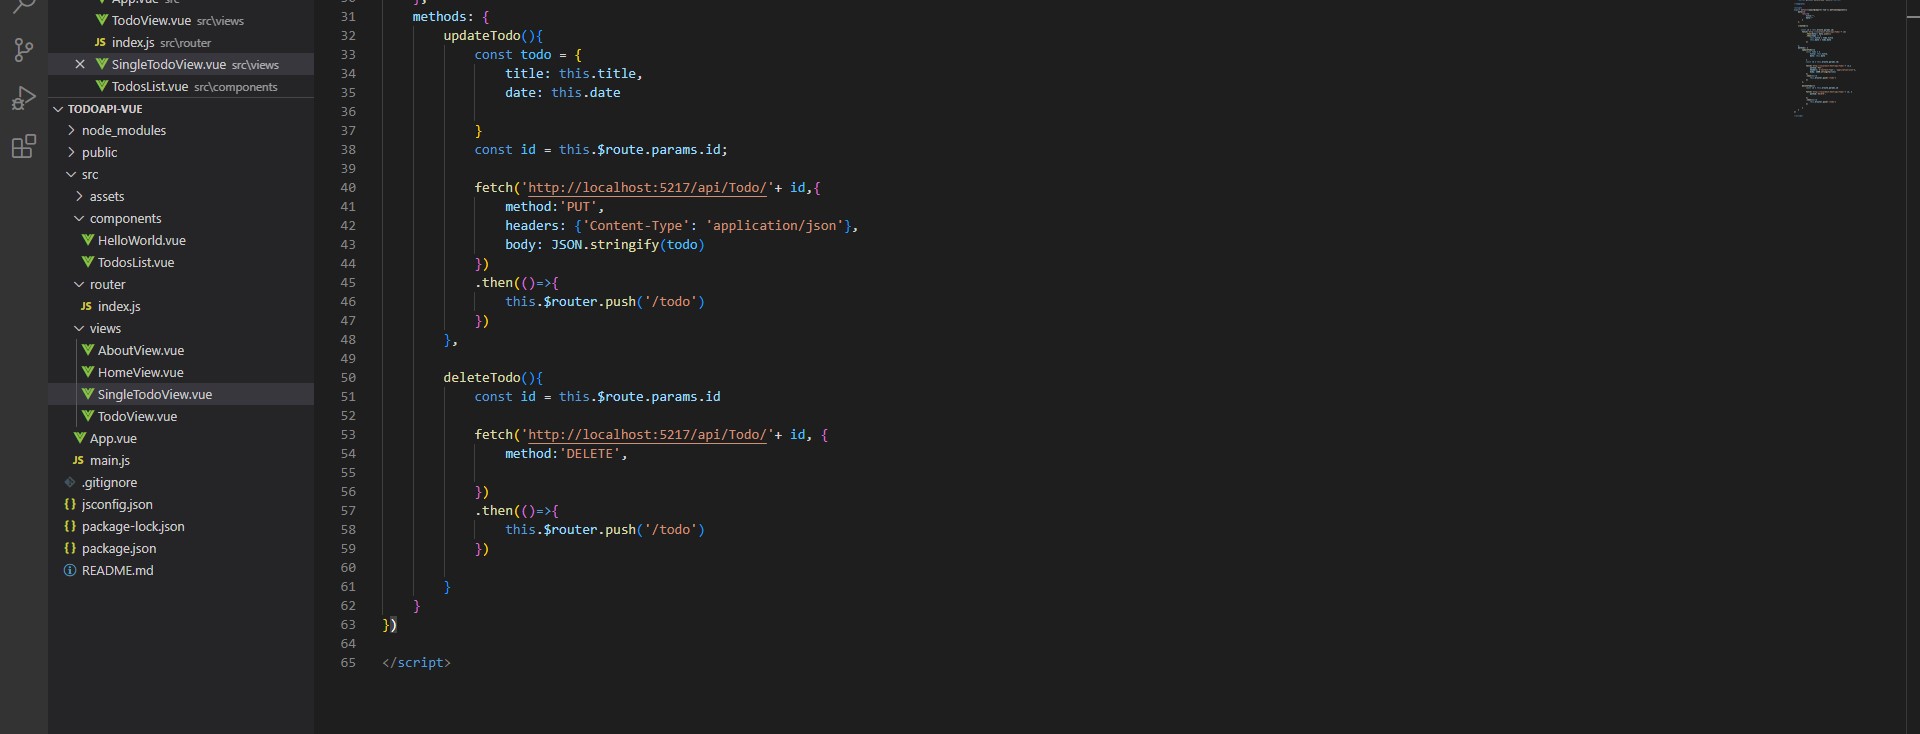 App.vue src
TodoView.vue src\views
JS index.js src\router
SingleTodoView.vue src\views
TodosList.vue src\components
TODOAPI-VUE
node_modules
public
src
assets
components
HelloWorld.vue
TodosList.vue
router
JS index.js
views
AboutView.vue
HomeView.vue
SingleTodoView.vue
TodoView.vue
App.vue
JS main.js
.gitignore
{} jsconfig.json
{} package-lock.json
{} package.json
README.md
30 },
31 methods: {
32 updateTodo(){
33 const todo = {
34 title: this.title,
35 date: this.date
36
37 }
38 const id = this.$route.params.id;
39
40 fetch('http://localhost:5217/api/Todo/'+ id,{
41 method:'PUT',
42 headers: {'Content-Type': 'application/json'},
43 body: JSON.stringify(todo)
44 })
45 .then(()=>{
46 this.$router.push('/todo')
47 })
48 },
49
50 deleteTodo(){
51 const id = this.$route.params.id
52
53 fetch('http://localhost:5217/api/Todo/'+ id, {
54 method:'DELETE',
55
56 })
57 .then(()=>{
58 this.$router.push('/todo')
59 })
60
61 }
62 }
63 })
64
65 </script>